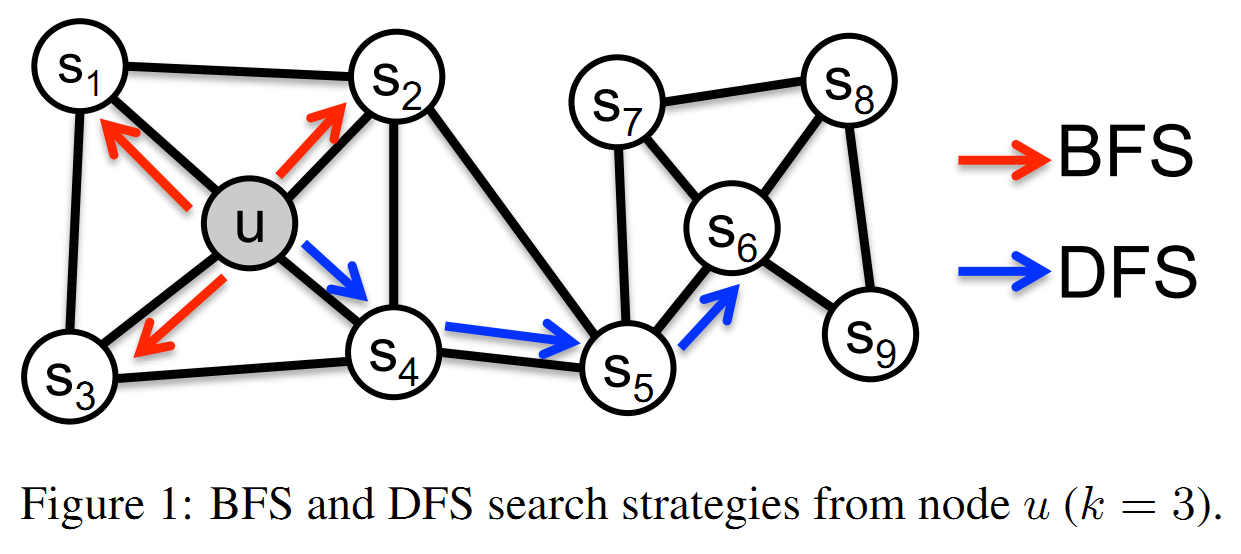 s₁
s₂
s₇
s₈
BFS
u
s₆
DFS
s₃
s₄
s₅
s₉
Figure 1: BFS and DFS search strategies from node u (k = 3).